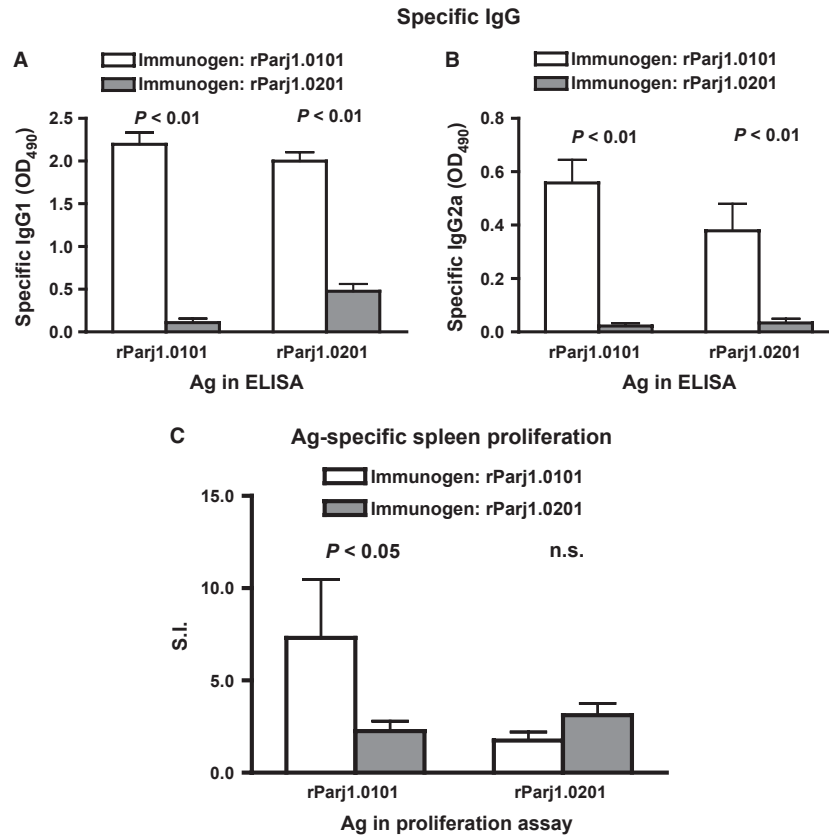 Specific IgG
A
Immunogen: rParj1.0101
Immunogen: rParj1.0201
P < 0.01
P < 0.01
Specific IgG1 (OD490)
2.5
2.0
1.5
1.0
0.5
0.0
rParj1.0101
rParj1.0201
Ag in ELISA
B
Immunogen: rParj1.0101
Immunogen: rParj1.0201
P < 0.01
P < 0.01
Specific IgG2a (OD490)
0.8
0.6
0.4
0.2
0.0
rParj1.0101
rParj1.0201
Ag in ELISA
C
Ag-specific spleen proliferation
Immunogen: rParj1.0101
Immunogen: rParj1.0201
P < 0.05
n.s.
S.I.
15.0
10.0
5.0
0.0
rParj1.0101
rParj1.0201
Ag in proliferation assay